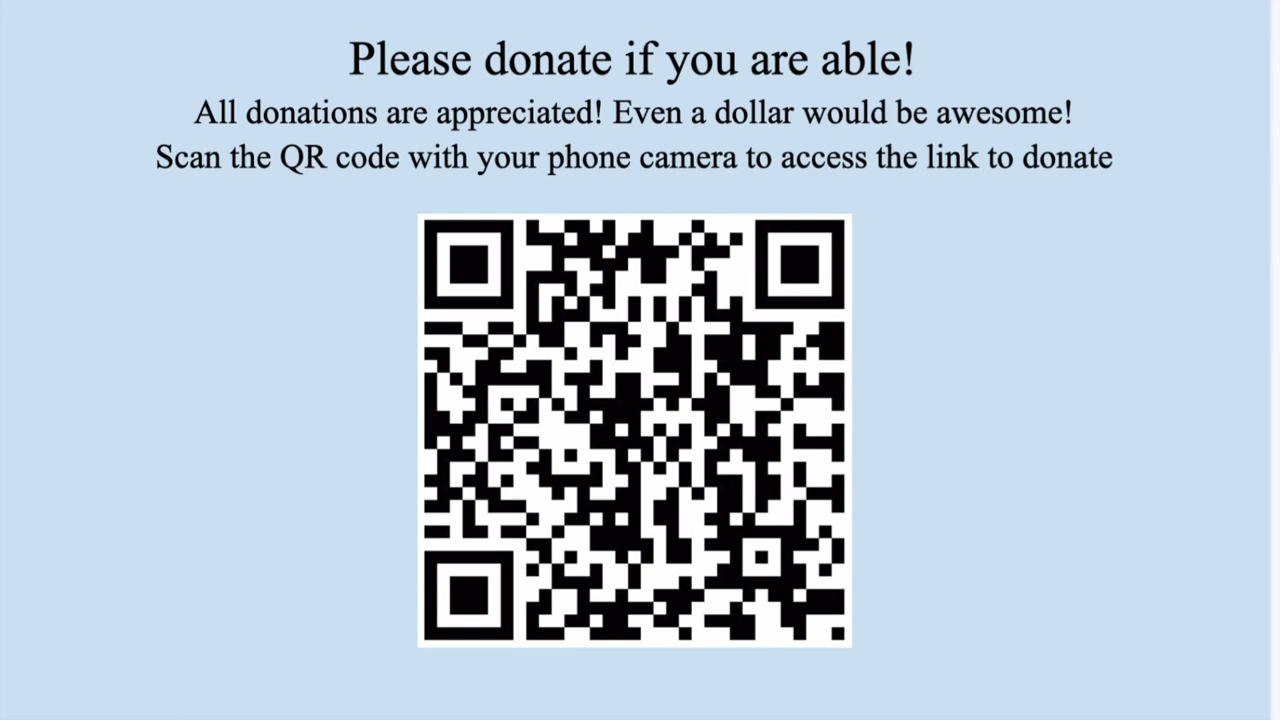 Please donate if you are able!
All donations are appreciated! Even a dollar would be awesome!
Scan the QR code with your phone camera to access the link to donate